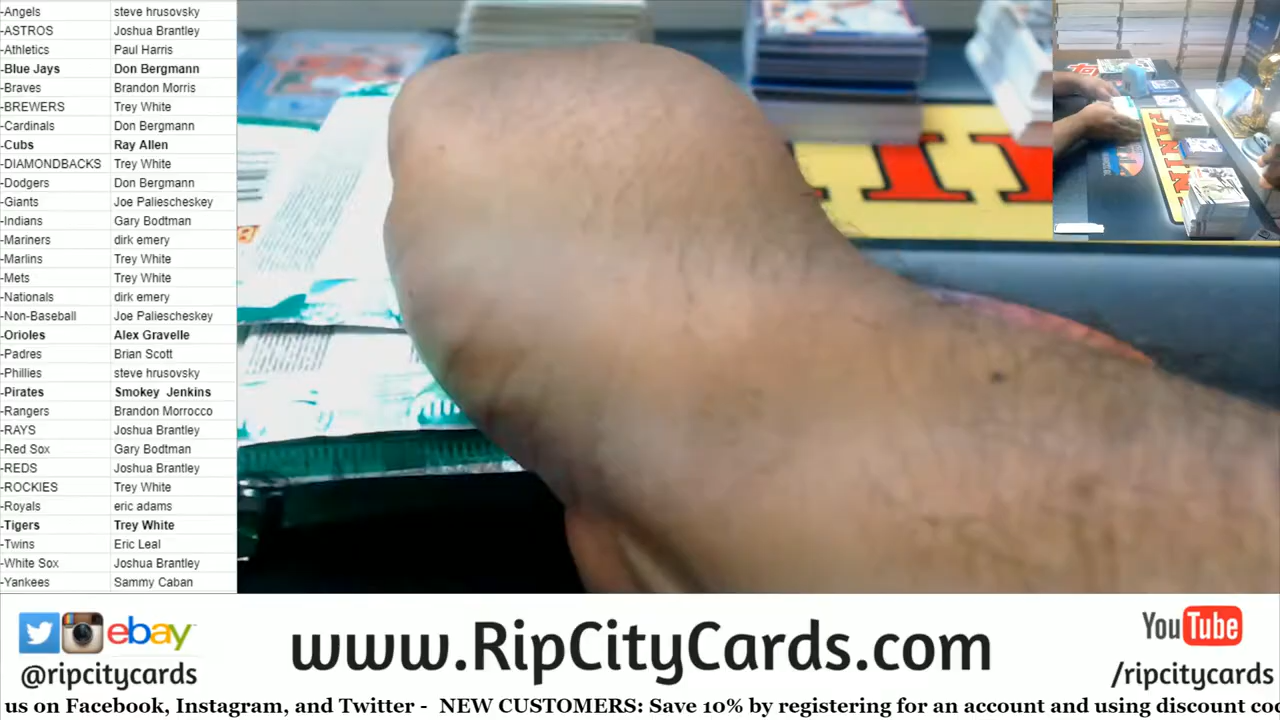 -Angels steve hrusovsky
-ASTROS Joshua Brantley
-Athletics Paul Harris
-Blue Jays Don Bergmann
-Braves Brandon Morris
-BREWERS Trey White
-Cardinals Don Bergmann
-Cubs Ray Allen
-DIAMONDBACKS Trey White
-Dodgers Don Bergmann
-Giants Joe Paliescheskey
-Indians Gary Bodtman
-Mariners dirk emery
-Marlins Trey White
-Mets Trey White
-Nationals dirk emery
-Non-Baseball Joe Paliescheskey
-Orioles Alex Gravelle
-Padres Brian Scott
-Phillies steve hrusovsky
-Pirates Smokey Jenkins
-Rangers Brandon Morrocco
-RAYS Joshua Brantley
-Red Sox Gary Bodtman
-REDS Joshua Brantley
-ROCKIES Trey White
-Royals eric adams
-Tigers Trey White
-Twins Eric Leal
-White Sox Joshua Brantley
-Yankees Sammy Caban
PANINI
ebay
@ripcitycards
www.RipCityCards.com
YouTube
/ripcitycards
us on Facebook, Instagram, and Twitter - NEW CUSTOMERS: Save 10% by registering for an account and using discount